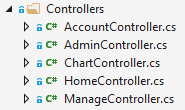 Controllers
C# AccountController.cs
C# AdminController.cs
C# ChartController.cs
C# HomeController.cs
C# ManageController.cs